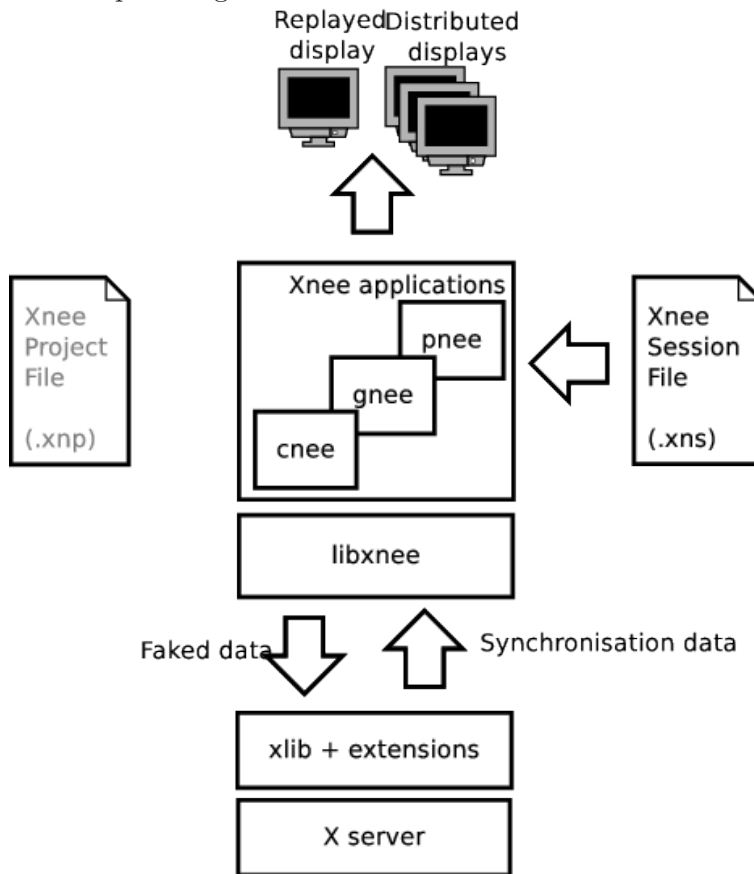 Replayed
display
Distributed
displays
Xnee applications
Xnee
Project
File
(.xnp)
pnee
gnee
cnee
Xnee
Session
File
(.xns)
libxnee
Faked data
Synchronisation data
xlib + extensions
X server